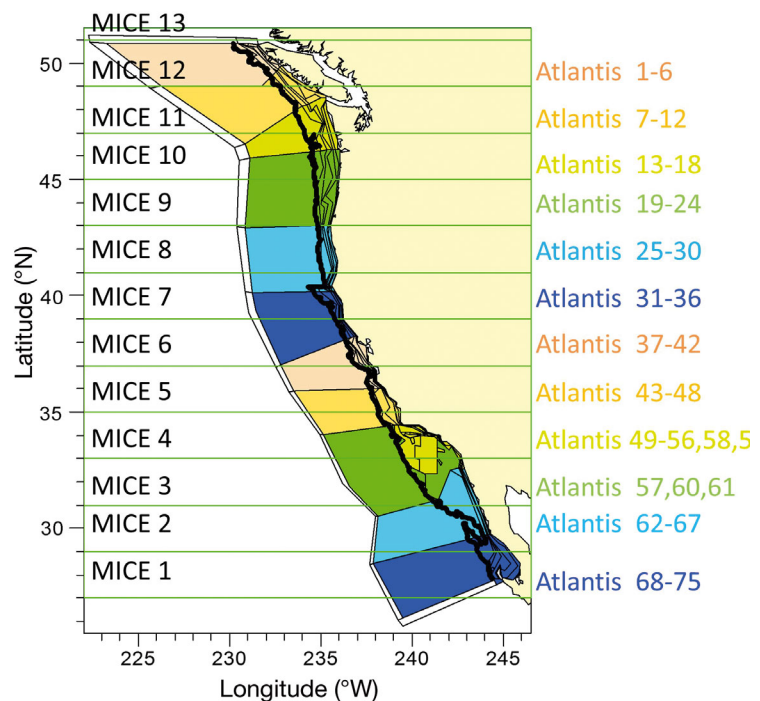 MICE 13
MICE 12
MICE 11
MICE 10
MICE 9
MICE 8
MICE 7
MICE 6
MICE 5
MICE 4
MICE 3
MICE 2
MICE 1
50
45
40
35
30
Latitude (°N)
225 230 235 240 245
Longitude (°W)
Atlantis 1-6
Atlantis 7-12
Atlantis 13-18
Atlantis 19-24
Atlantis 25-30
Atlantis 31-36
Atlantis 37-42
Atlantis 43-48
Atlantis 49-56,58,5
Atlantis 57,60,61
Atlantis 62-67
Atlantis 68-75